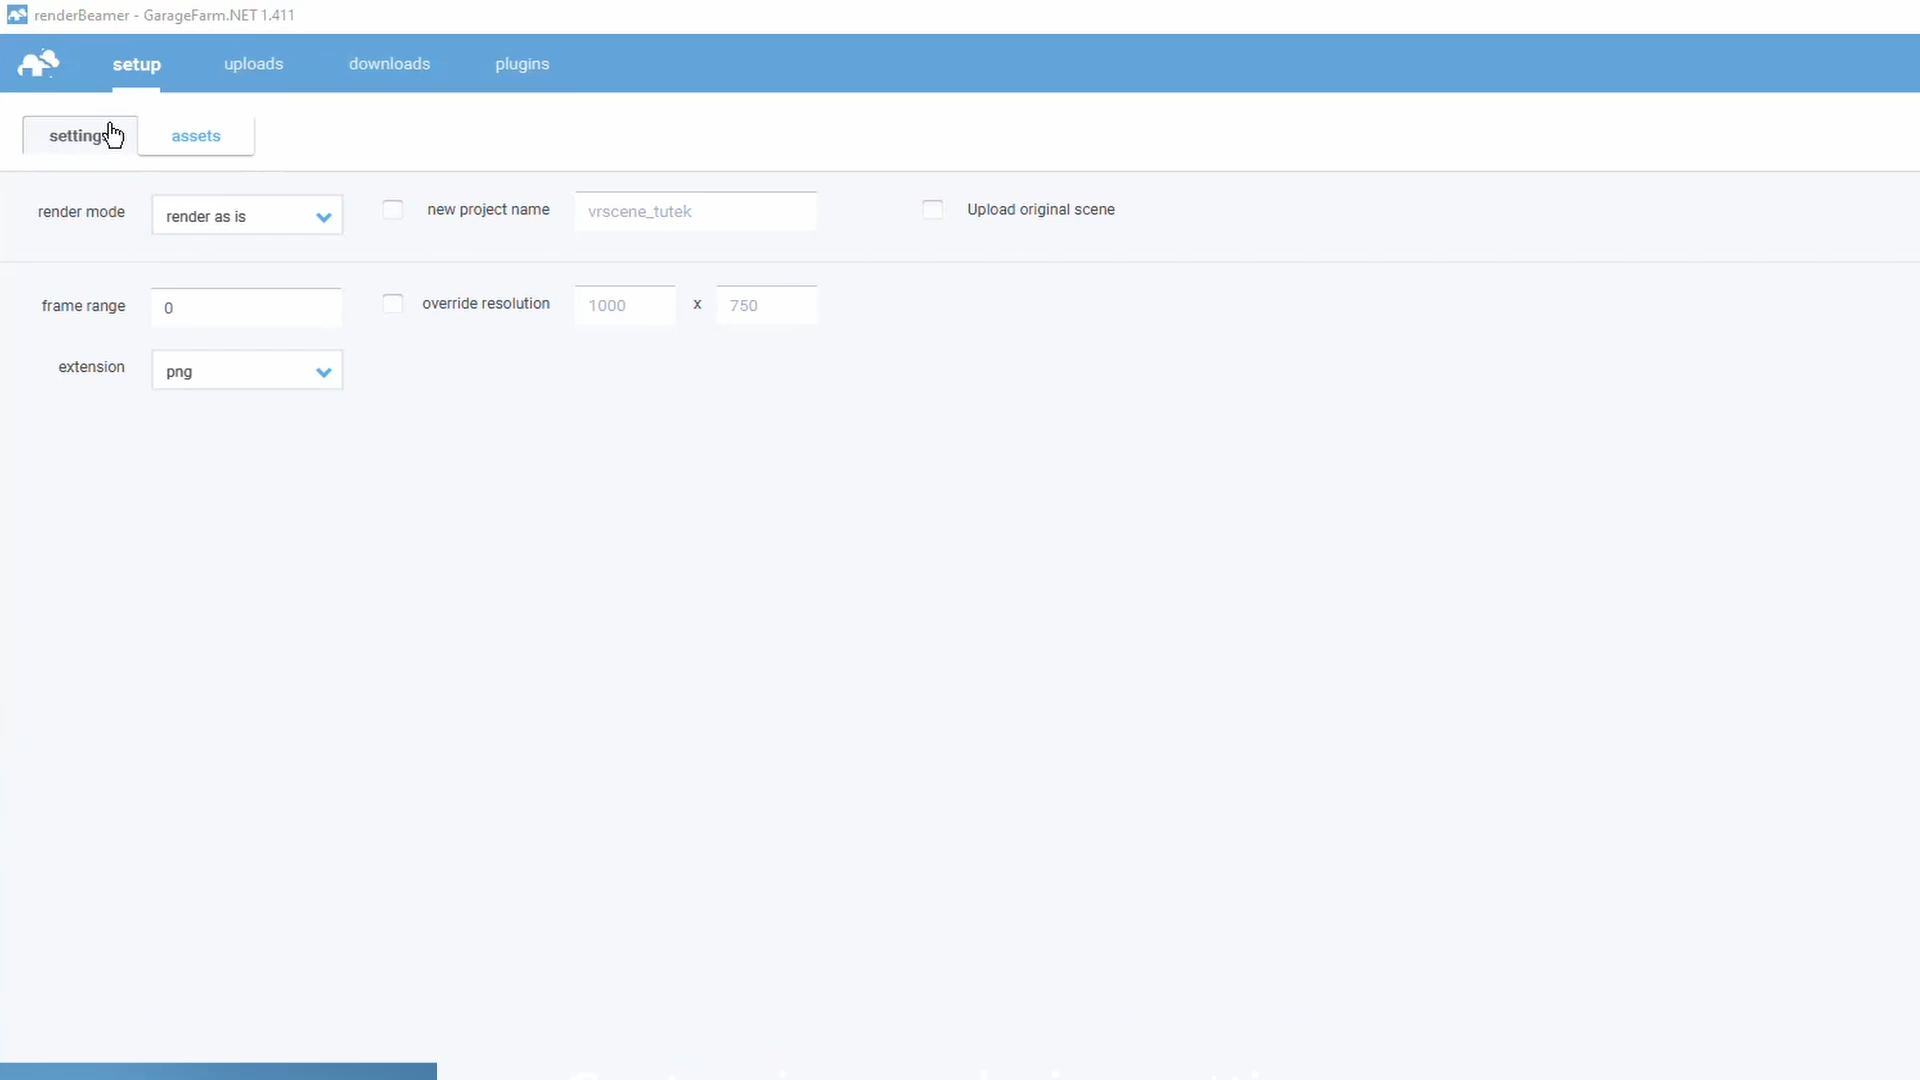 renderBeamer - GarageFarm.NET 1.411
setup uploads downloads plugins
assets
render mode render as is new project name vrscene_tutek Upload original scene
frame range 0 override resolution 1000 x 750
extension png